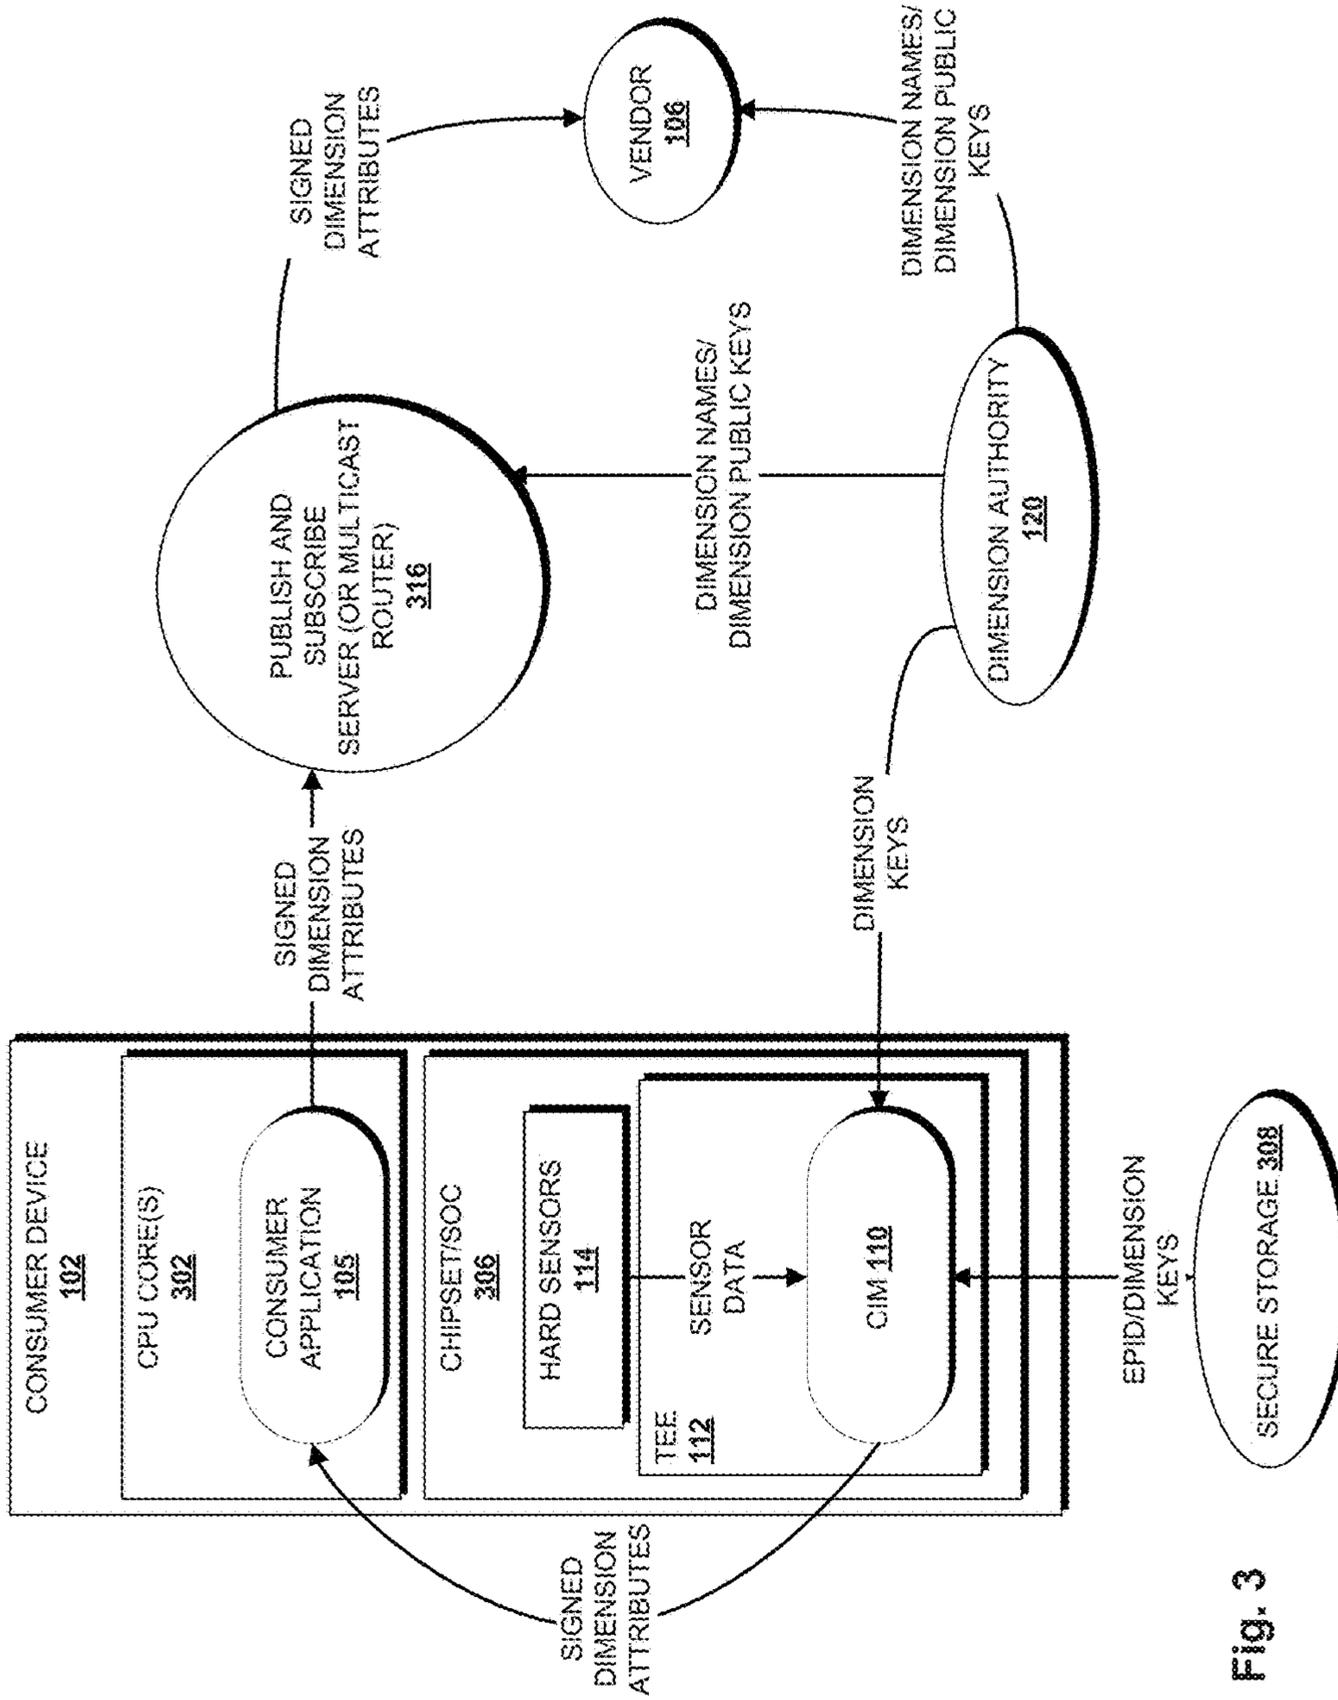 CONSUMER DEVICE
102
CPU CORE(S)
302
CONSUMER
APPLICATION
105
CHIPSET/SOC
306
HARD SENSORS
114
SENSOR
DATA
TEE
112
CIM 110
SIGNED
DIMENSION
ATTRIBUTES
EPID/DIMENSION
KEYS
SECURE STORAGE 308
SIGNED
DIMENSION
ATTRIBUTES
PUBLISH AND
SUBSCRIBE
SERVER (OR MULTICAST
ROUTER)
316
DIMENSION
KEYS
DIMENSION NAMES/
DIMENSION PUBLIC KEYS
DIMENSION AUTHORITY
120
SIGNED
DIMENSION
ATTRIBUTES
VENDOR
106
DIMENSION NAMES/
DIMENSION PUBLIC
KEYS
Fig. 3